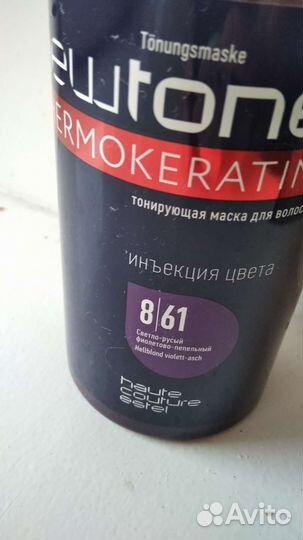 Tönungsmaske
ewtone
ERMOKERATIN
тонирующая маска для волос
инъекция цвета
8|61
Светло-русый
фиолетово-пепельный
Hellblond violett-asch
haute
couture
estel
Avito